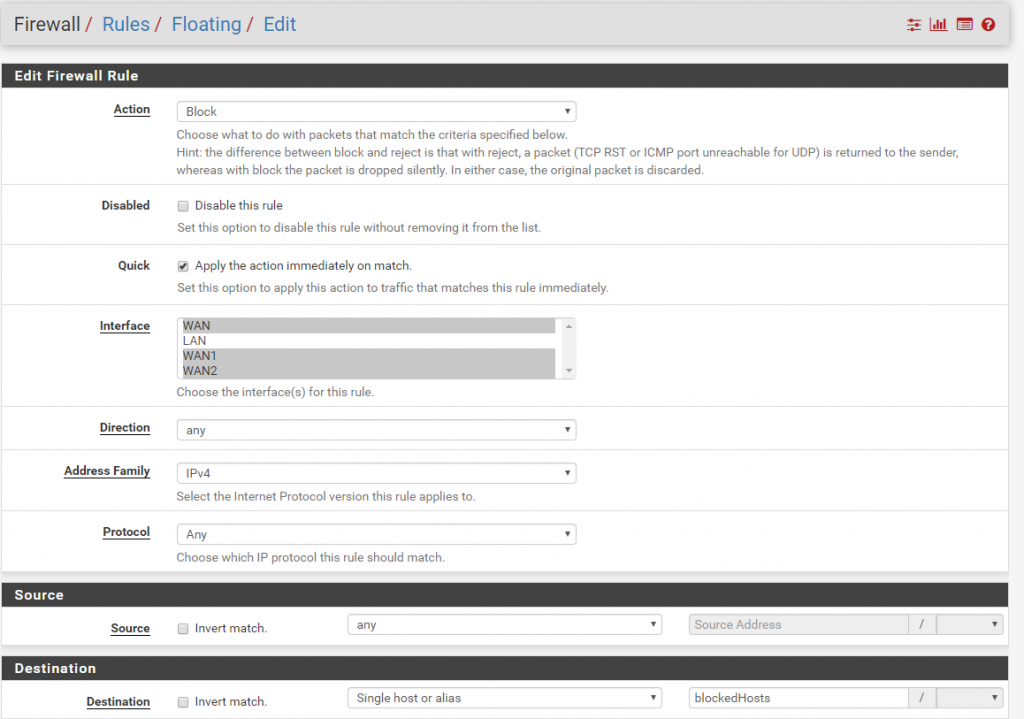 Firewall / Rules / Floating / Edit
Edit Firewall Rule
Action Block
Choose what to do with packets that match the criteria specified below.
Hint: the difference between block and reject is that with reject, a packet (TCP RST or ICMP port unreachable for UDP) is returned to the sender,
whereas with block the packet is dropped silently. In either case, the original packet is discarded.
Disabled Disable this rule
Set this option to disable this rule without removing it from the list.
Quick Apply the action immediately on match.
Set this option to apply this action to traffic that matches this rule immediately.
Interface WAN
LAN
WAN1
WAN2
Choose the interface(s) for this rule.
Direction any
Address Family IPv4
Select the Internet Protocol version this rule applies to.
Protocol Any
Choose which IP protocol this rule should match.
Source
Source Invert match. any Source Address /
Destination
Destination Invert match. Single host or alias blockedHosts /